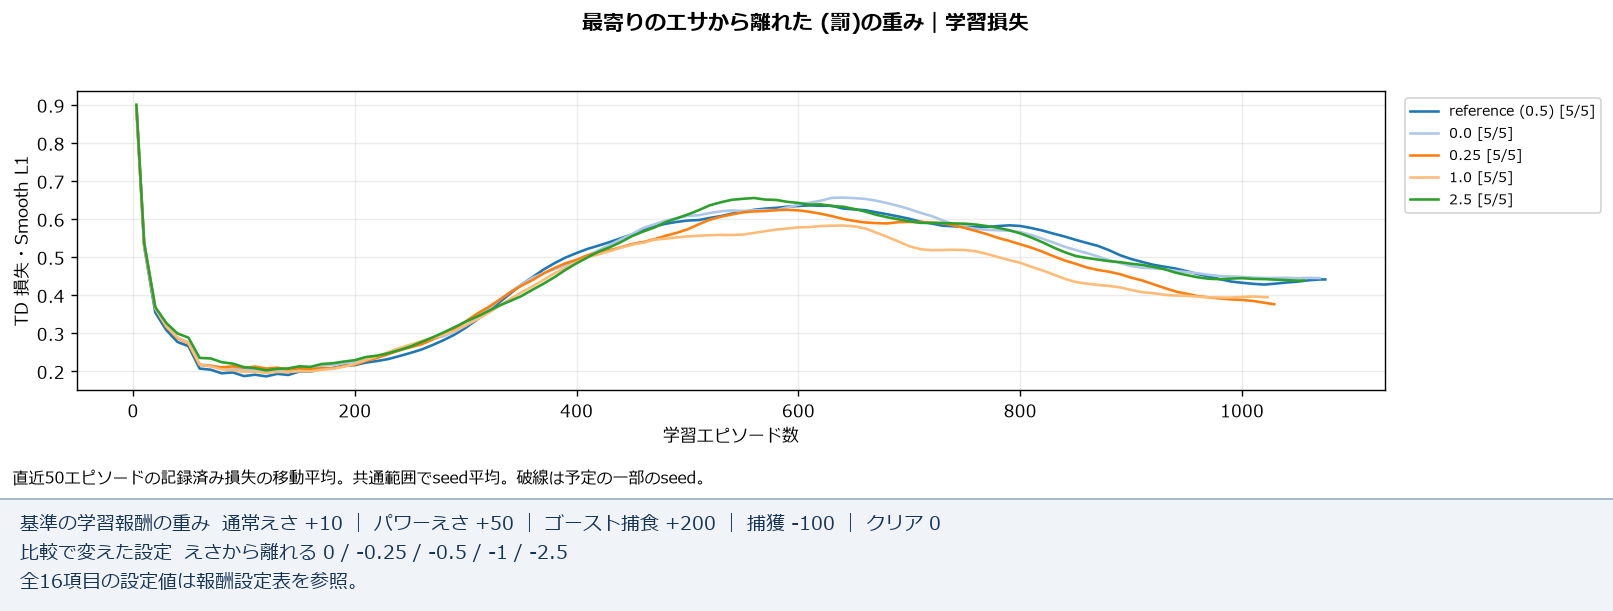 最寄りのエサから離れた (罰)の重み | 学習損失
TD 損失・Smooth L1
0.9
0.8
0.7
0.6
0.5
0.4
0.3
0.2
0
200
400
600
800
1000
学習エピソード数
reference (0.5) [5/5]
0.0 [5/5]
0.25 [5/5]
1.0 [5/5]
2.5 [5/5]
直近50エピソードの記録済み損失の移動平均。共通範囲でseed平均。破線は予定の一部のseed。
基準の学習報酬の重み 通常えさ +10 ｜ パワーえさ +50 ｜ ゴースト捕食 +200 ｜ 捕獲 -100 ｜ クリア 0
比較で変えた設定 えさから離れる 0 / -0.25 / -0.5 / -1 / -2.5
全16項目の設定値は報酬設定表を参照。